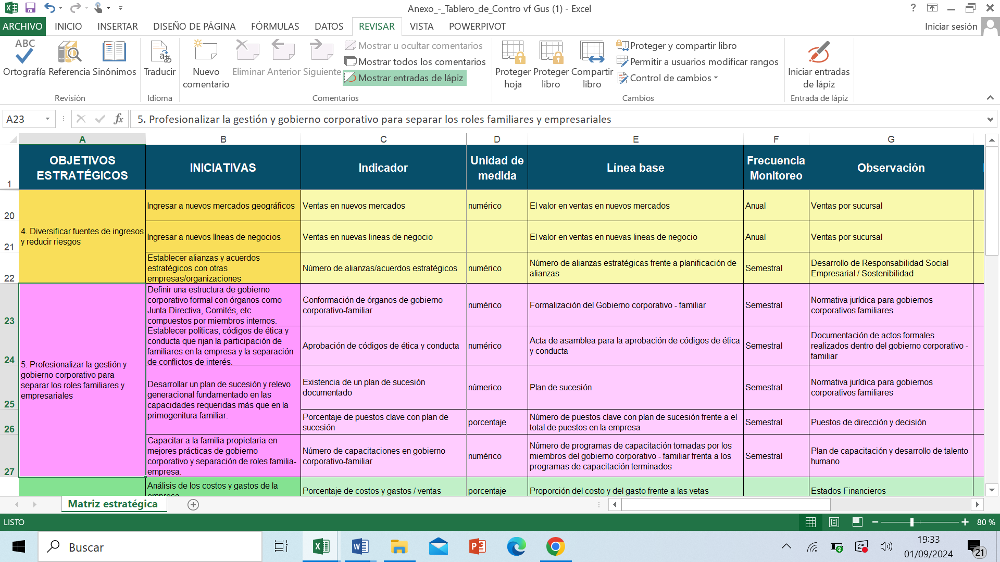 Anexo_-_Tablero_de_Contro vf Gus (1) - Excel
ARCHIVO INICIO INSERTAR DISEÑO DE PÁGINA FÓRMULAS DATOS REVISAR VISTA POWERPIVOT Iniciar sesión
ABC
Ortografía Referencia Sinónimos
Revisión
Traducir
Idioma
Nuevo
comentario
Eliminar Anterior Siguiente
Mostrar u ocultar comentarios
Mostrar todos los comentarios
Mostrar entradas de lápiz
Comentarios
Proteger
hoja
Proteger
libro
Compartir
libro
Proteger y compartir libro
Permitir a usuarios modificar rangos
Control de cambios
Cambios
Iniciar entradas
de lápiz
Entrada de lápiz
A23 fx 5. Profesionalizar la gestión y gobierno corporativo para separar los roles familiares y empresariales
A B C D E F G
1
OBJETIVOS
ESTRATÉGICOS
INICIATIVAS
Indicador
Unidad de
medida
Línea base
Frecuencia
Monitoreo
Observación
4. Diversificar fuentes de ingresos
y reducir riesgos
20
Ingresar a nuevos mercados geográficos
Ventas en nuevos mercados
numérico
El valor en ventas en nuevos mercados
Anual
Ventas por sucursal
21
Ingresar a nuevos líneas de negocios
Ventas en nuevas lineas de negocio
El valor en ventas en nuevas lineas de negocio
Anual
Ventas por sucursal
22
Establecer alianzas y acuerdos
estratégicos con otras
empresas/organizaciones
Número de alianzas/acuerdos estratégicos
numérico
Número de alianzas estratégicas frente a planificación de
alianzas
Semestral
Desarrollo de Responsabilidad Social
Empresarial / Sostenibilidad
5. Profesionalizar la gestión y
gobierno corporativo para
separar los roles familiares y
empresariales
23
Definir una estructura de gobierno
corporativo formal con órganos como
Junta Directiva, Comités, etc.
compuestos por miembros internos.
Conformación de órganos de gobierno
corporativo-familiar
numérico
Formalización del Gobierno corporativo - familiar
Semestral
Normativa jurídica para gobiernos
corporativos familiares
24
Establecer políticas, códigos de ética y
conducta que rijan la participación de
familiares en la empresa y la separación
de conflictos de interés.
Aprobación de códigos de ética y conducta
numérico
Acta de asamblea para la aprobación de códigos de ética
y conducta
Semestral
Documentación de actos formales
realizados dentro del gobierno corporativo -
familiar
25
Desarrollar un plan de sucesión y relevo
generacional fundamentado en las
capacidades requeridas más que en la
primogenitura familiar.
Existencia de un plan de sucesión
documentado
númerico
Plan de sucesión
Semestral
Normativa jurídica para gobiernos
corporativos familiares
26
Porcentaje de puestos clave con plan de
sucesión
porcentaje
Número de puestos clave con plan de sucesión frente a el
total de puestos en la empresa
Semestral
Puestos de dirección y decisión
27
Capacitar a la familia propietaria en
mejores prácticas de gobierno
corporativo y separación de roles familia-
empresa.
Número de capacitaciones en gobierno
corporativo-familiar
numérico
Número de programas de capacitación tomadas por los
miembros del gobierno corporativo - familiar frenta a los
programas de capacitación terminados
Semestral
Plan de capacitación y desarrollo de talento
humano
Análisis de los costos y gastos de la
empresa
Porcentaje de costos y gastos / ventas
porcentaje
Proporción del costo y del gasto frente a las vetas
Estados Financieros
Matriz estratégica
LISTO
80 %
Buscar
19:33
01/09/2024
21